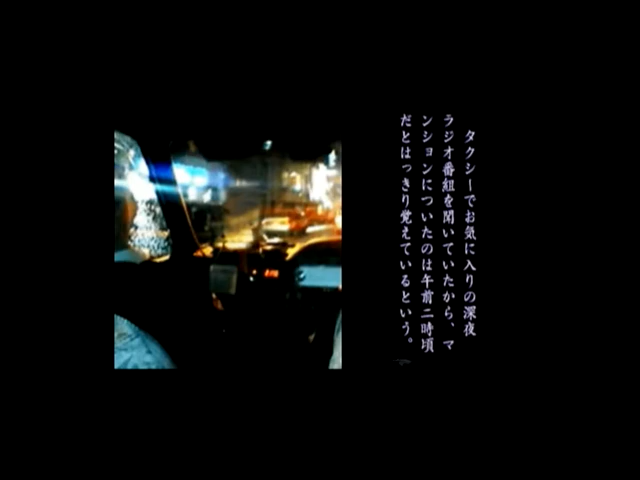 タクシーでお気に入りの深夜
ラジオ番組を聞いていたから、マ
ンションについたのは午前二時頃
だとはっきり覚えているという。